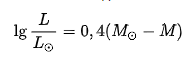 lg L/L⊙ = 0,4(M⊙ − M)